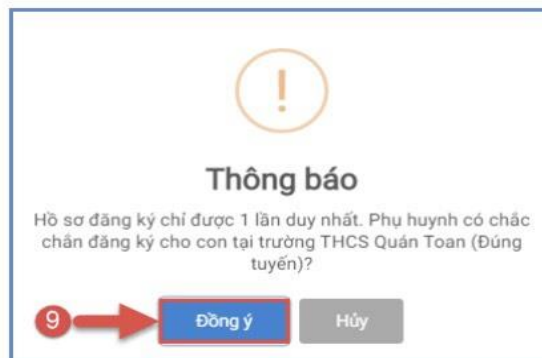 !
Thông báo
Hồ sơ đăng ký chỉ được 1 lần duy nhất. Phụ huynh có chắc
chắn đăng ký cho con tại trường THCS Quán Toan (Đúng
tuyến)?
9 Đồng ý Hủy